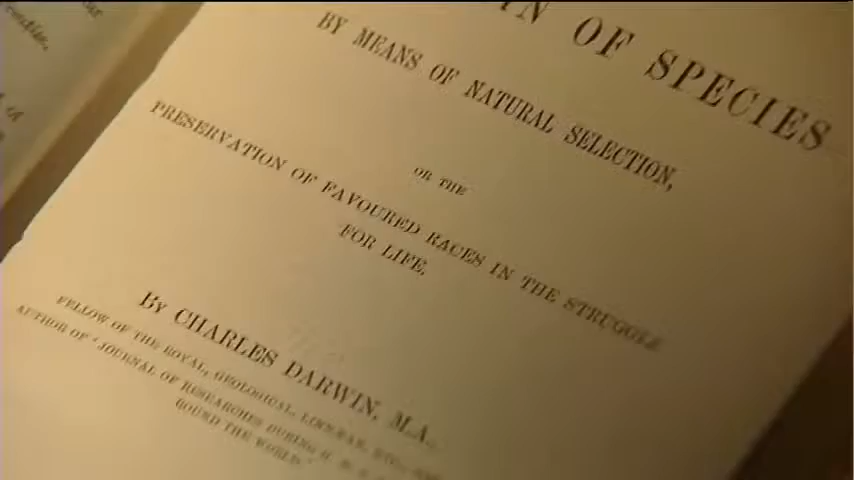 IN OF SPECIES
BY MEANS OF NATURAL SELECTION,
OR THE
PRESERVATION OF FAVOURED RACES IN THE STRUGGLE
FOR LIFE.
By CHARLES DARWIN, M.A.,
FELLOW OF THE ROYAL, GEOLOGICAL, LINNÆAN, ETC.,
AUTHOR OF 'JOURNAL OF RESEARCHES DURING H. M. S.
ROUND THE WORLD.'